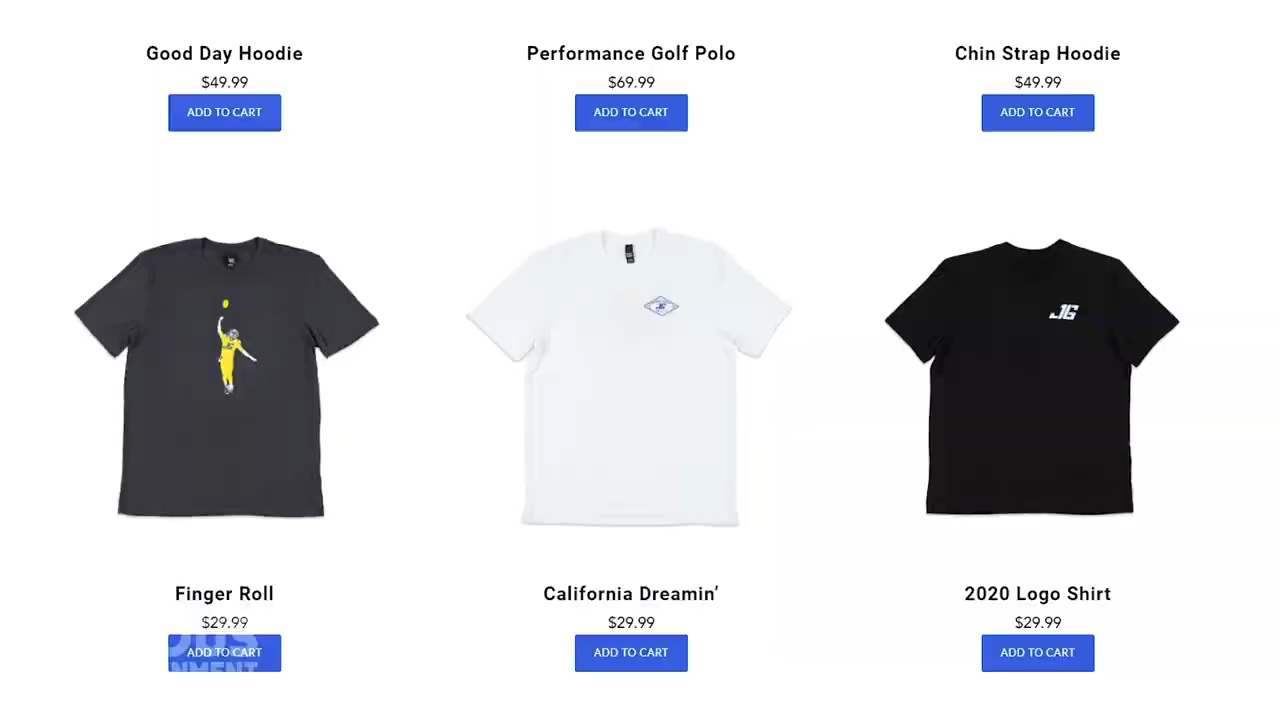 Good Day Hoodie
$49.99
ADD TO CART
Performance Golf Polo
$69.99
ADD TO CART
Chin Strap Hoodie
$49.99
ADD TO CART
JG
JG
Finger Roll
$29.99
ADD TO CART
California Dreamin’
$29.99
ADD TO CART
2020 Logo Shirt
$29.99
ADD TO CART